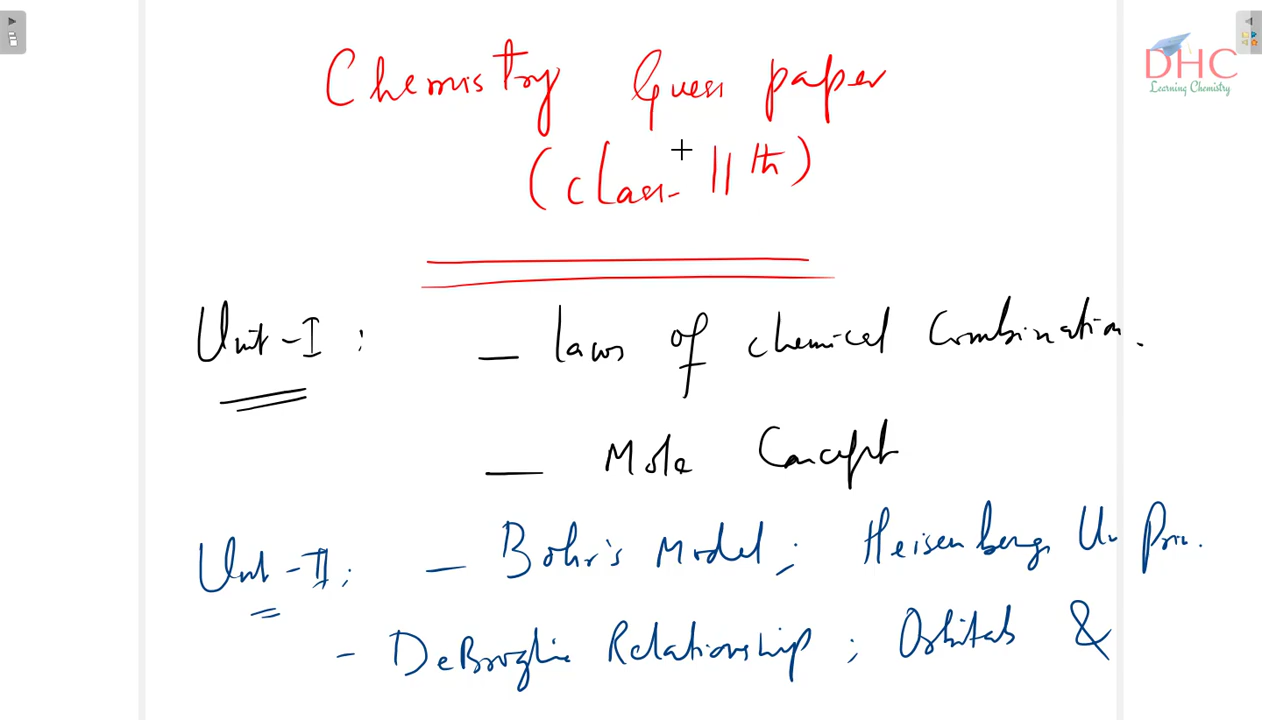 Chemistry Guess paper
DHC
Learning Chemistry
(class 11th)
Unit-I : — laws of chemical Combination.
— Mole Concept
Unit-II; — Bohr's Model; Heisenberg Un Prin.
- DeBroglie Relationship; Orbitals &